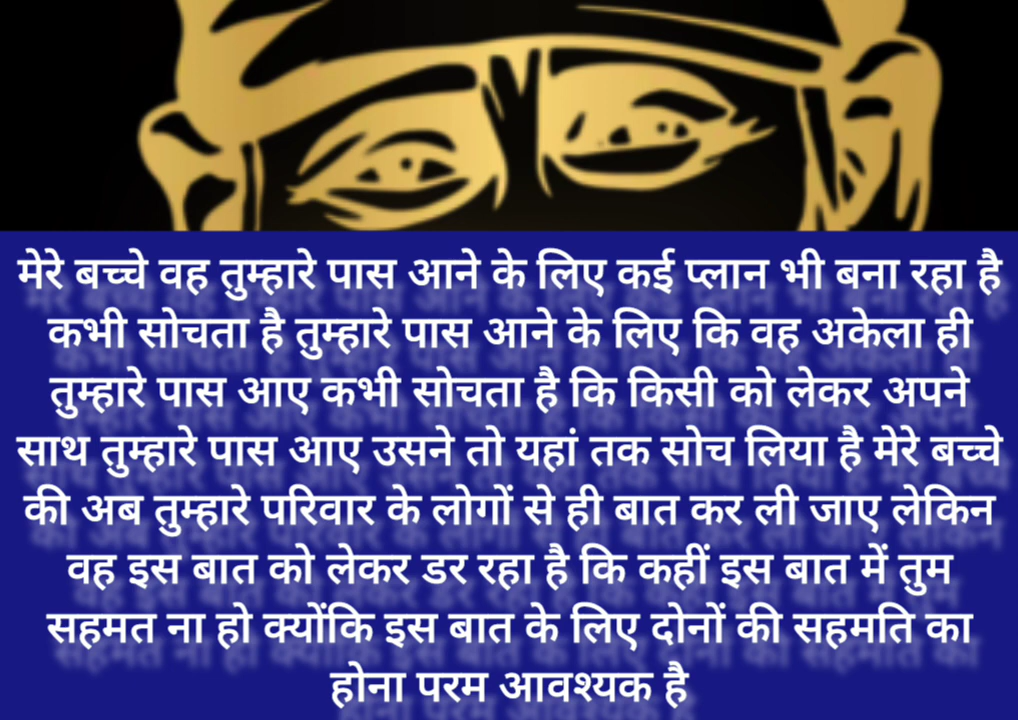 मेरे बच्चे वह तुम्हारे पास आने के लिए कई प्लान भी बना रहा है
कभी सोचता है तुम्हारे पास आने के लिए कि वह अकेला ही
तुम्हारे पास आए कभी सोचता है कि किसी को लेकर अपने
साथ तुम्हारे पास आए उसने तो यहां तक सोच लिया है मेरे बच्चे
की अब तुम्हारे परिवार के लोगों से ही बात कर ली जाए लेकिन
वह इस बात को लेकर डर रहा है कि कहीं इस बात में तुम
सहमत ना हो क्योंकि इस बात के लिए दोनों की सहमति का
होना परम आवश्यक है